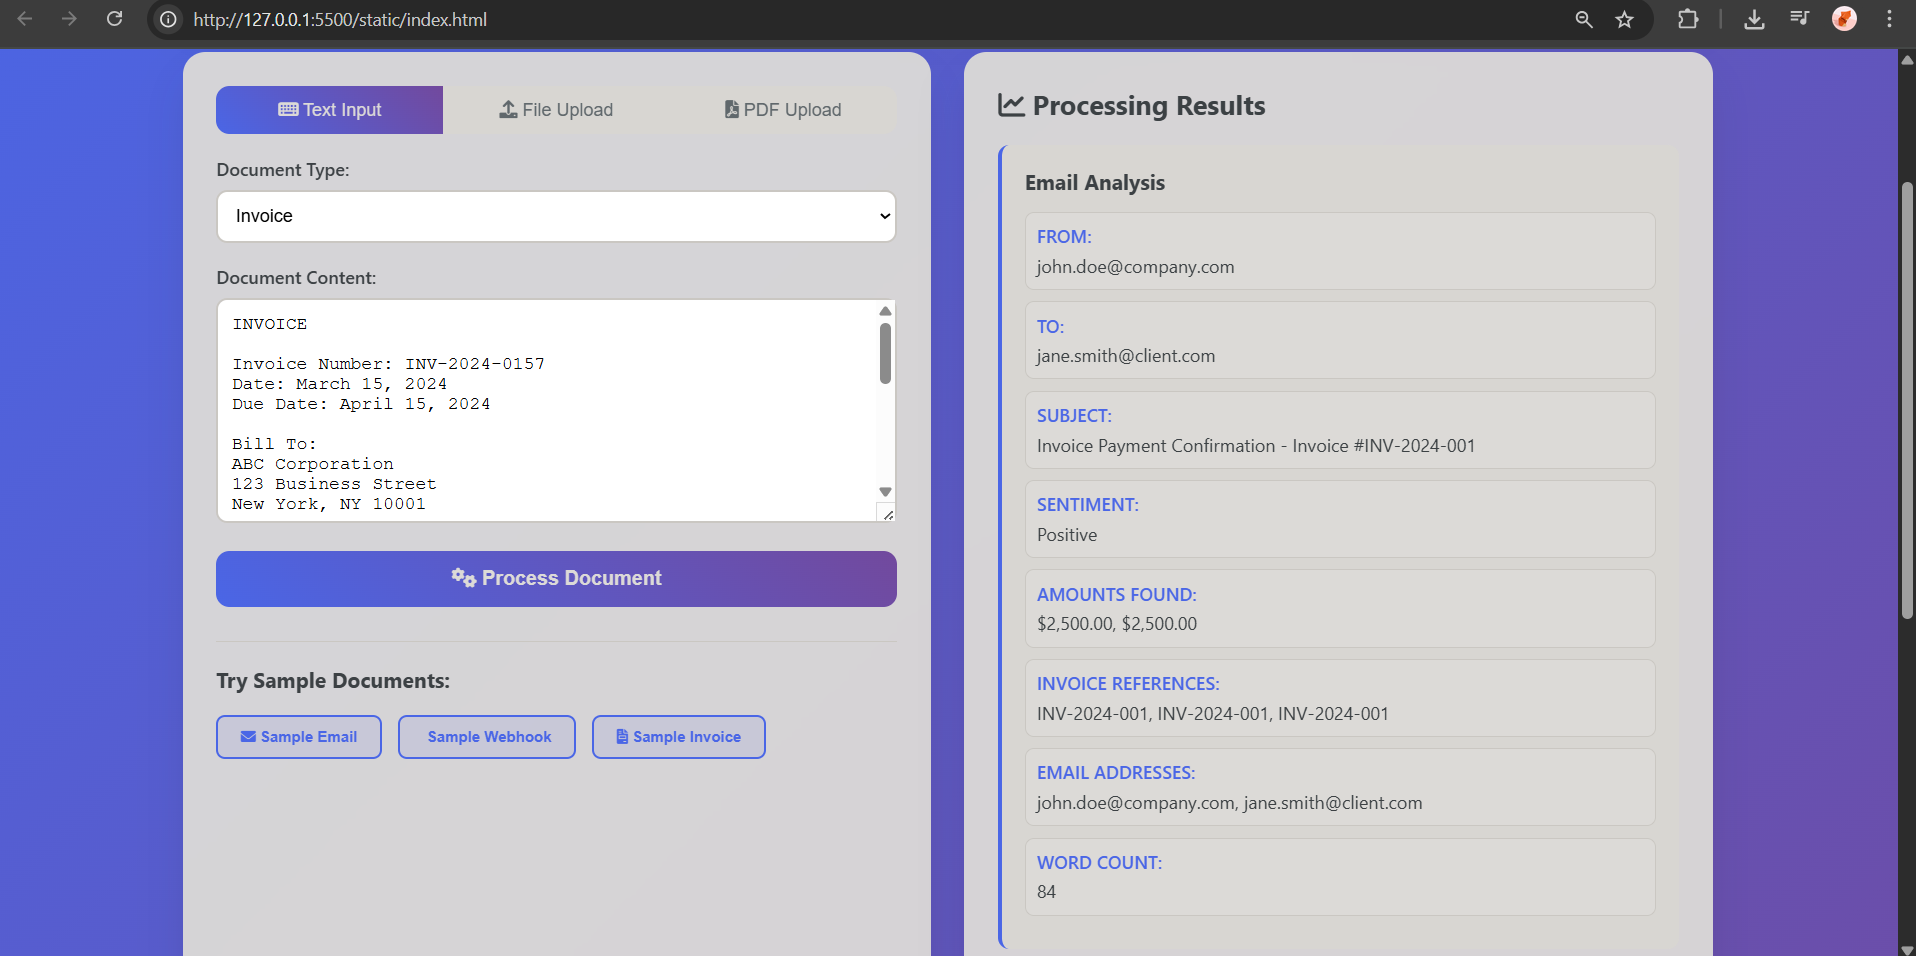 http://127.0.0.1:5500/static/index.html
Text Input
File Upload
PDF Upload
Document Type:
Invoice
Document Content:
INVOICE
Invoice Number: INV-2024-0157
Date: March 15, 2024
Due Date: April 15, 2024
Bill To:
ABC Corporation
123 Business Street
New York, NY 10001
Process Document
Try Sample Documents:
Sample Email
Sample Webhook
Sample Invoice
Processing Results
Email Analysis
FROM:
john.doe@company.com
TO:
jane.smith@client.com
SUBJECT:
Invoice Payment Confirmation - Invoice #INV-2024-001
SENTIMENT:
Positive
AMOUNTS FOUND:
$2,500.00, $2,500.00
INVOICE REFERENCES:
INV-2024-001, INV-2024-001, INV-2024-001
EMAIL ADDRESSES:
john.doe@company.com, jane.smith@client.com
WORD COUNT:
84